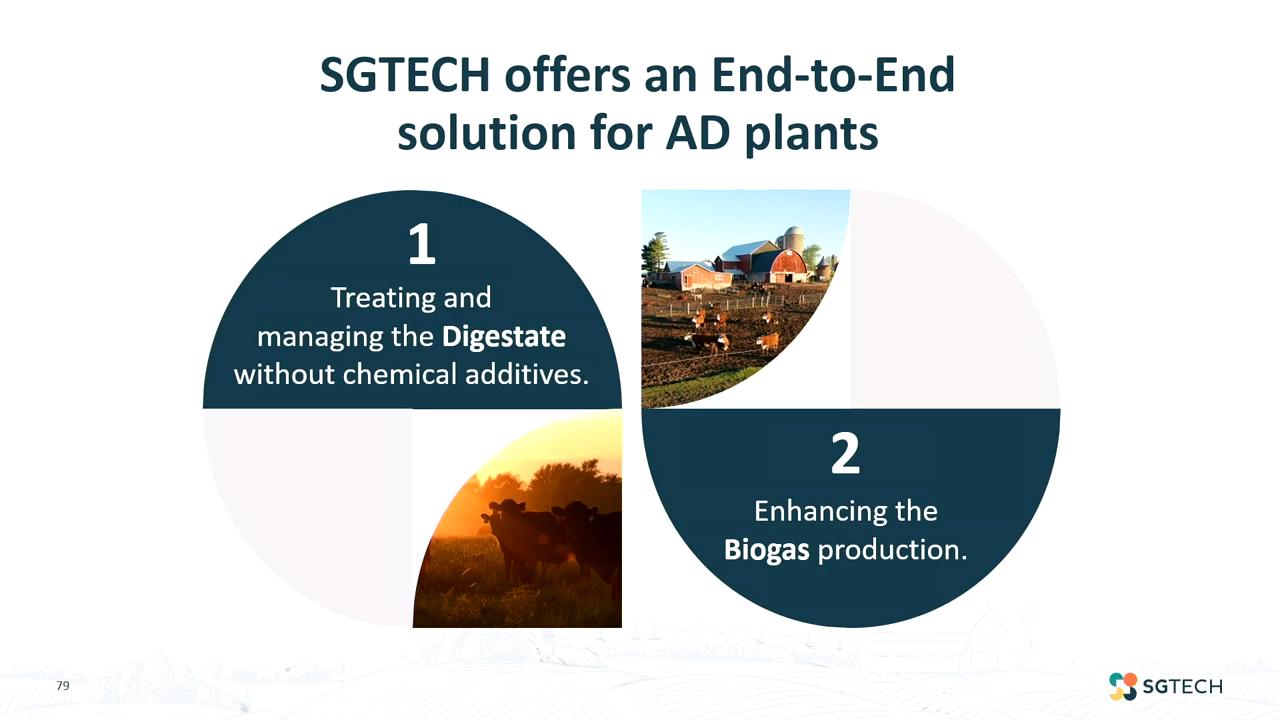 SGTECH offers an End-to-End
solution for AD plants
1
Treating and
managing the Digestate
without chemical additives.
2
Enhancing the
Biogas production.
79
SGTECH